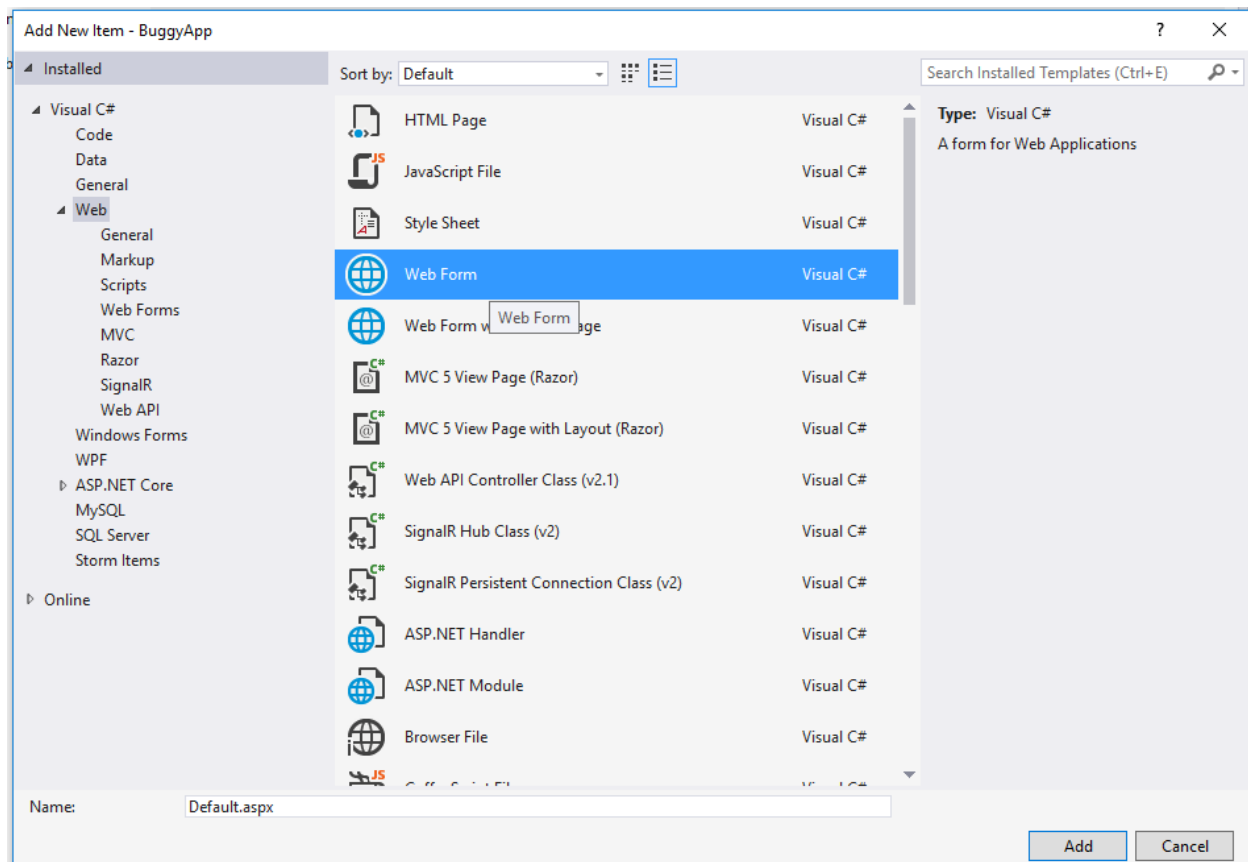 Add New Item - BuggyApp
?
Installed
Sort by: Default
Search Installed Templates (Ctrl+E)
Visual C#
Code
Data
General
Web
General
Markup
Scripts
Web Forms
MVC
Razor
SignalR
Web API
Windows Forms
WPF
ASP.NET Core
MySQL
SQL Server
Storm Items
Online
HTML Page Visual C#
JS JavaScript File Visual C#
Style Sheet Visual C#
Web Form Visual C#
Web Form
Web Form Visual C#
C# @ MVC 5 View Page (Razor) Visual C#
C# @ MVC 5 View Page with Layout (Razor) Visual C#
C# Web API Controller Class (v2.1) Visual C#
C# SignalR Hub Class (v2) Visual C#
C# SignalR Persistent Connection Class (v2) Visual C#
ASP.NET Handler Visual C#
ASP.NET Module Visual C#
Browser File Visual C#
JS
Type: Visual C#
A form for Web Applications
Name: Default.aspx
Add Cancel